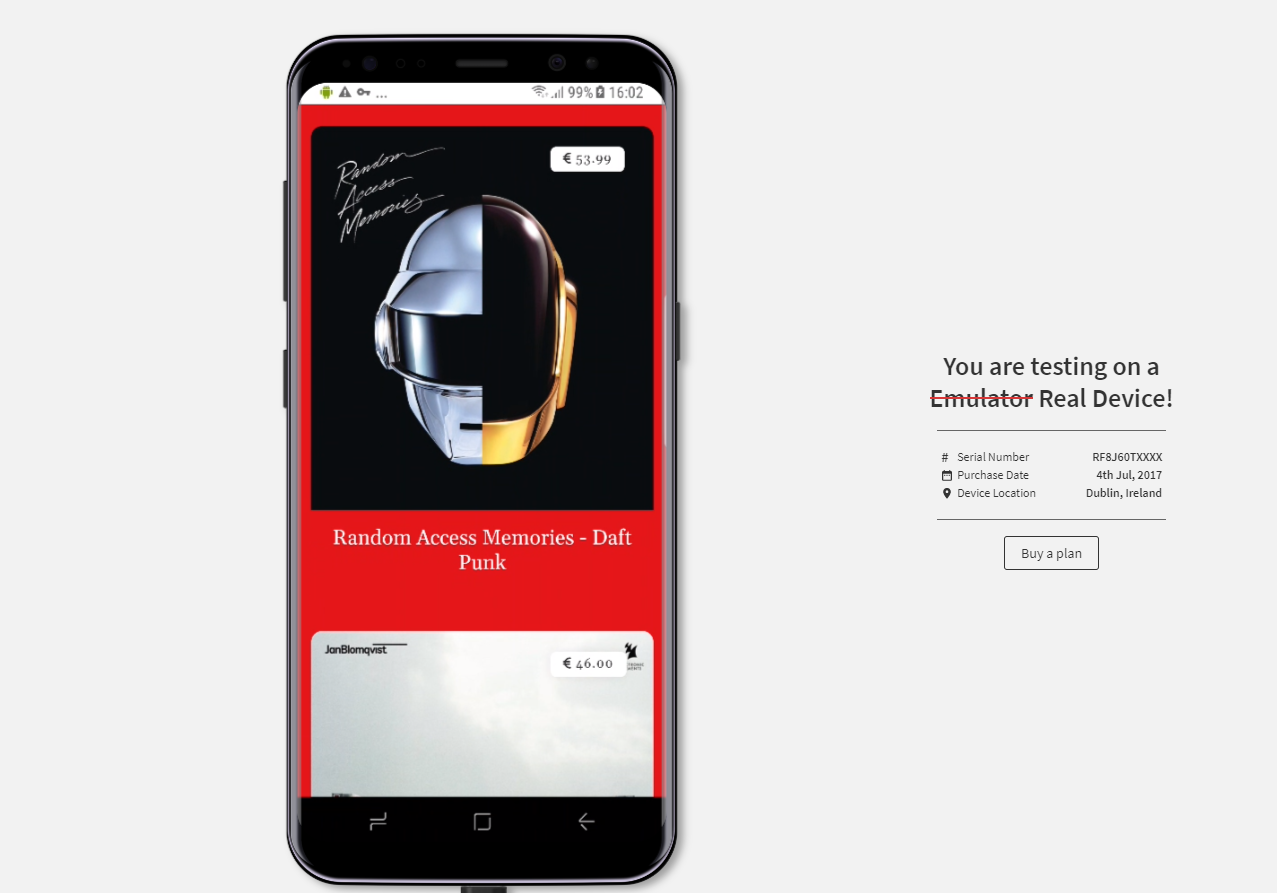 ... 99% 16:02
Random
Access
Memories
€ 53.99
Random Access Memories - Daft
Punk
JanBlomqvist
€ 46.00
You are testing on a
Emulator Real Device!
# Serial Number RF8J60TXXXX
Purchase Date 4th Jul, 2017
Device Location Dublin, Ireland
Buy a plan